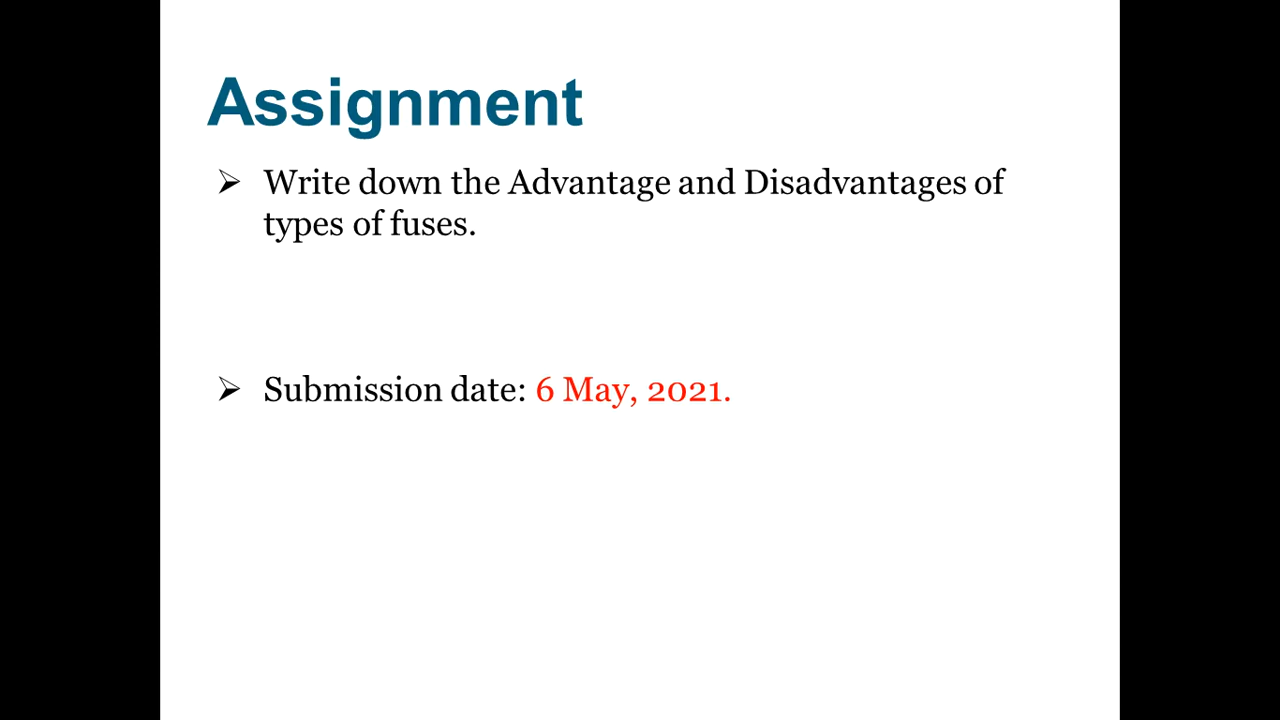 Assignment
➢ Write down the Advantage and Disadvantages of
types of fuses.
➢ Submission date: 6 May, 2021.